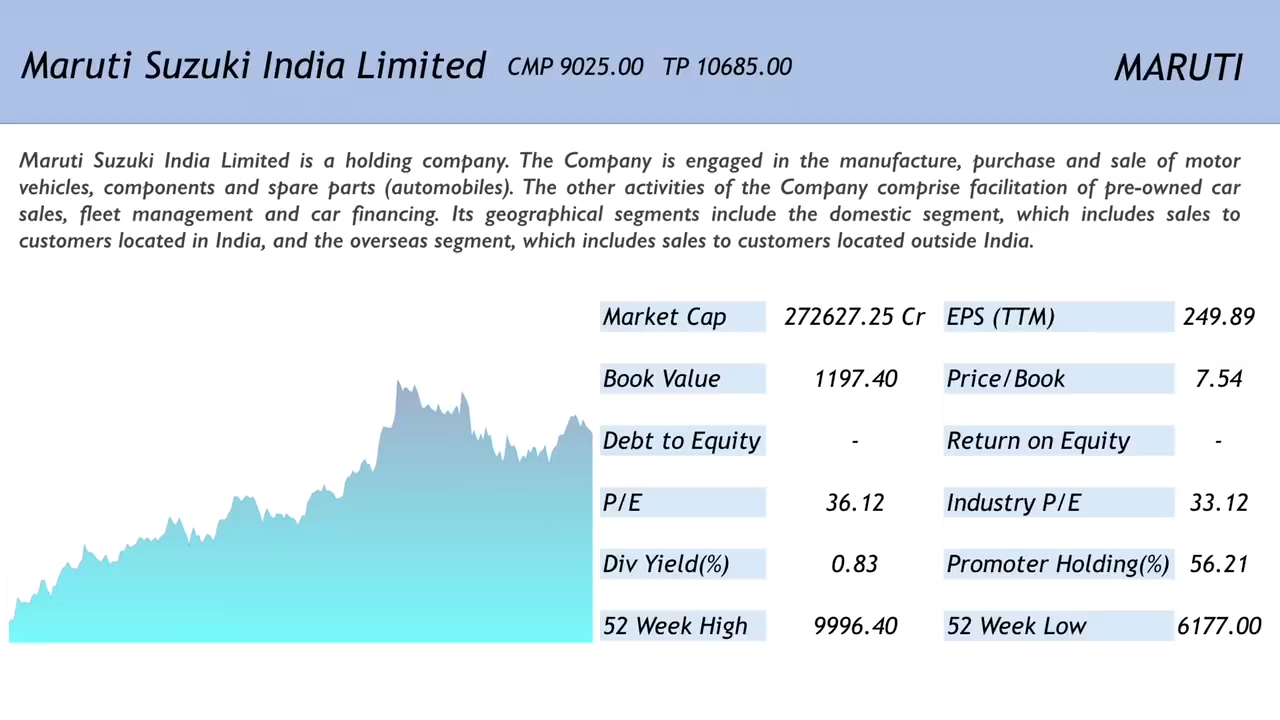 Maruti Suzuki India Limited CMP 9025.00 TP 10685.00 MARUTI
Maruti Suzuki India Limited is a holding company. The Company is engaged in the manufacture, purchase and sale of motor
vehicles, components and spare parts (automobiles). The other activities of the Company comprise facilitation of pre-owned car
sales, fleet management and car financing. Its geographical segments include the domestic segment, which includes sales to
customers located in India, and the overseas segment, which includes sales to customers located outside India.
Market Cap 272627.25 Cr EPS (TTM) 249.89
Book Value 1197.40 Price/Book 7.54
Debt to Equity - Return on Equity -
P/E 36.12 Industry P/E 33.12
Div Yield(%) 0.83 Promoter Holding(%) 56.21
52 Week High 9996.40 52 Week Low 6177.00